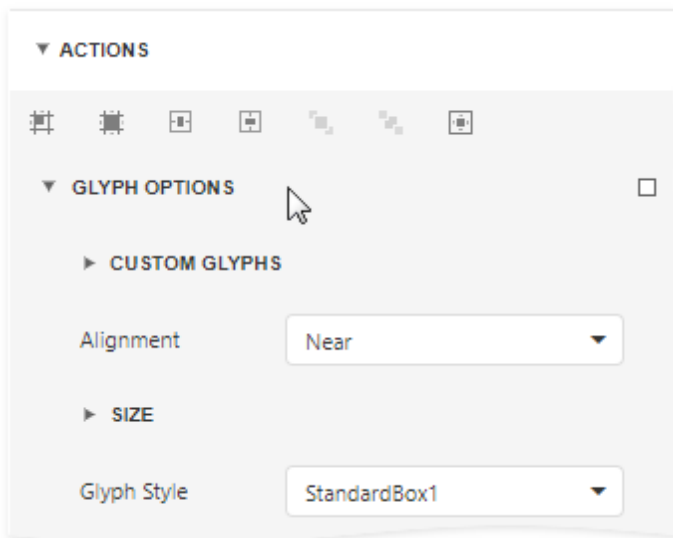 ACTIONS
GLYPH OPTIONS
CUSTOM GLYPHS
Alignment Near
SIZE
Glyph Style StandardBox1